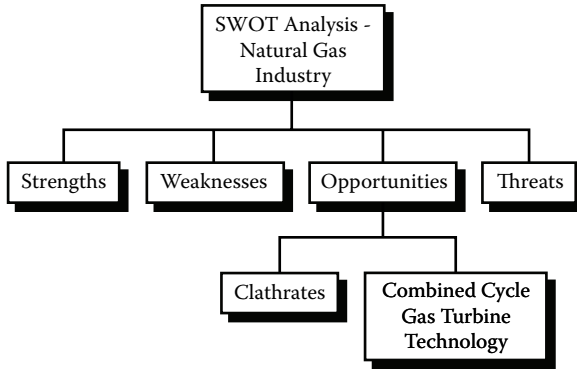 SWOT Analysis -
Natural Gas
Industry
Strengths
Weaknesses
Opportunities
Threats
Clathrates
Combined Cycle
Gas Turbine
Technology